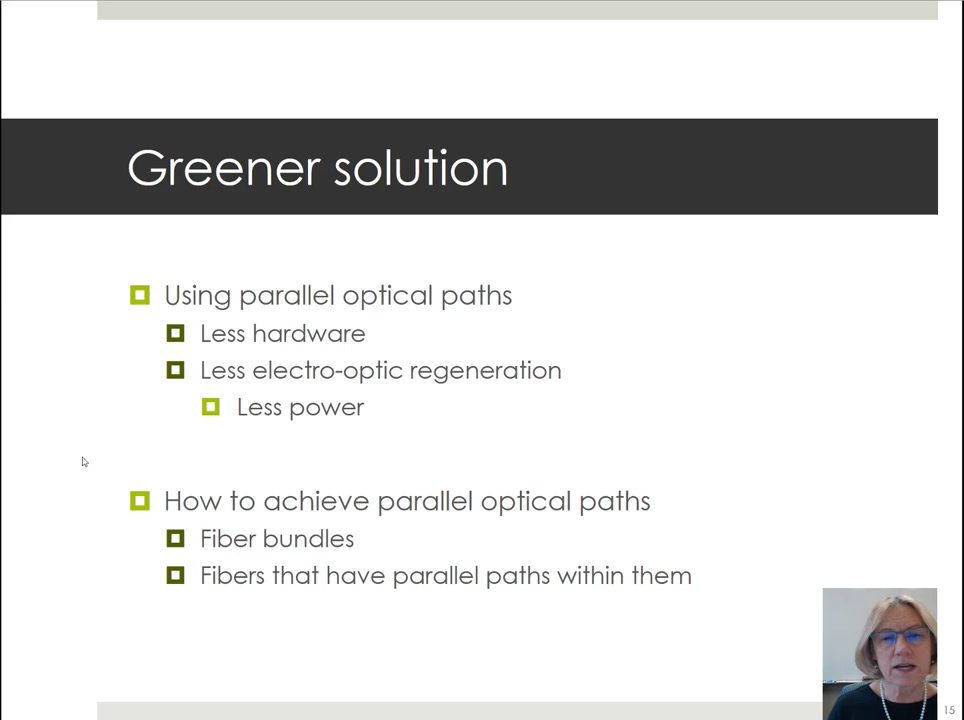 Greener solution
Using parallel optical paths
Less hardware
Less electro-optic regeneration
Less power
How to achieve parallel optical paths
Fiber bundles
Fibers that have parallel paths within them
15